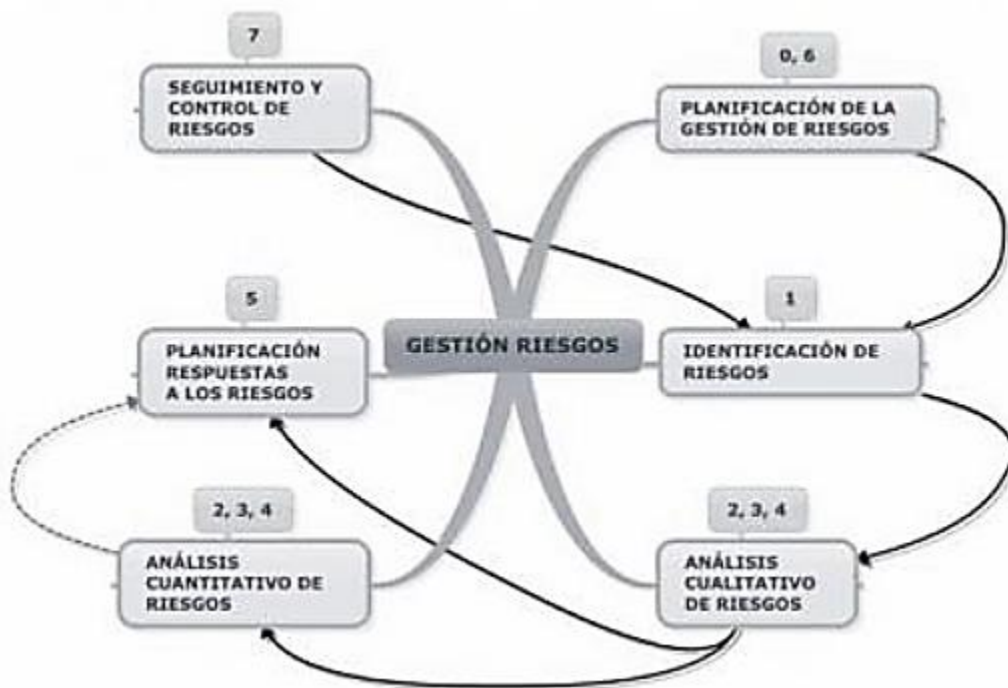 7
SEGUIMIENTO Y
CONTROL DE
RIESGOS
0, 6
PLANIFICACIÓN DE LA
GESTIÓN DE RIESGOS
5
PLANIFICACIÓN
RESPUESTAS
A LOS RIESGOS
GESTIÓN RIESGOS
1
IDENTIFICACIÓN DE
RIESGOS
2, 3, 4
ANÁLISIS
CUANTITATIVO DE
RIESGOS
2, 3, 4
ANÁLISIS
CUALITATIVO
DE RIESGOS